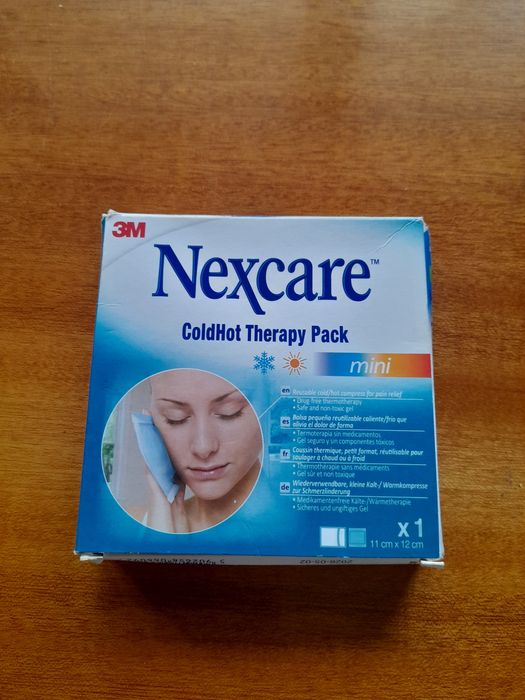 3M
Nexcare™
ColdHot Therapy Pack
mini
en
Reusable cold/hot compress for pain relief
• Drug-free thermotherapy
• Safe and non-toxic gel
es
Bolsa pequeña reutilizable caliente/frio que
alivia el dolor de forma
• Termoterapia sin medicamentos
• Gel seguro y sin componentes tóxicos
fr
Coussin thermique, petit format, réutilisable pour
soulager à chaud ou à froid
• Thermothérapie sans médicaments
• Gel sûr et non toxique
de
Wiederverwendbare, kleine Kalt-/Warmkompresse
zur Schmerzlinderung
• Medikamentenfreie Kälte-/Wärmetherapie
• Sicheres und ungiftiges Gel
x 1
11 cm x 12 cm
2028-05-02